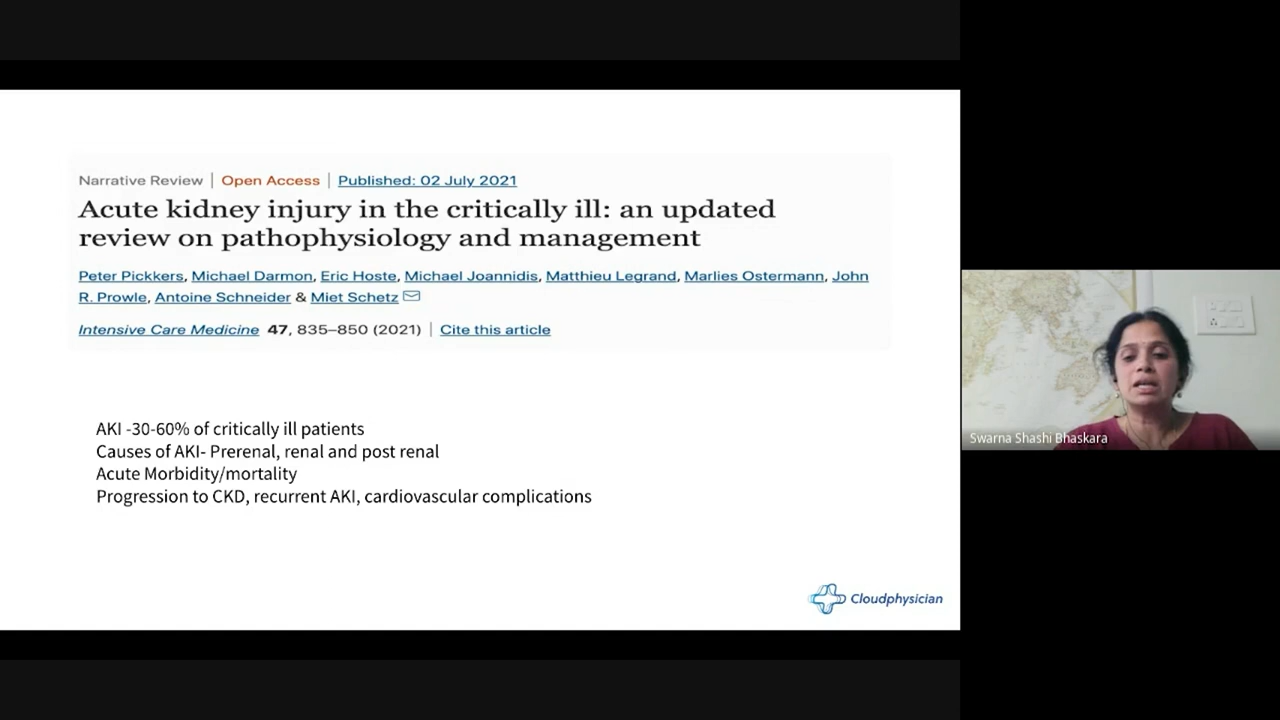 Narrative Review | Open Access | Published: 02 July 2021
Acute kidney injury in the critically ill: an updated
review on pathophysiology and management
Peter Pickkers, Michael Darmon, Eric Hoste, Michael Joannidis, Matthieu Legrand, Marlies Ostermann, John
R. Prowle, Antoine Schneider & Miet Schetz
Intensive Care Medicine 47, 835–850 (2021) | Cite this article
AKI -30-60% of critically ill patients
Causes of AKI- Prerenal, renal and post renal
Acute Morbidity/mortality
Progression to CKD, recurrent AKI, cardiovascular complications
Cloudphysician
Swarna Shashi Bhaskara